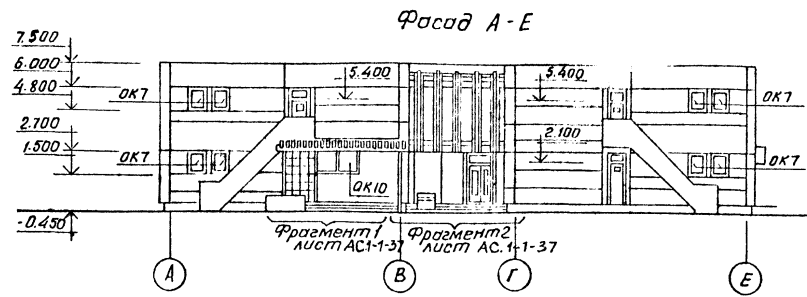 Фасад А-Е
7.500
6.000
4.800
2.700
1.500
-0.450
ОК7
ОК7
5.400
ОК10
5.400
2.100
ОК7
ОК7
Фрагмент 1
лист АС1-1-37
Фрагмент 2
лист АС.1-1-37
А
В
Г
Е